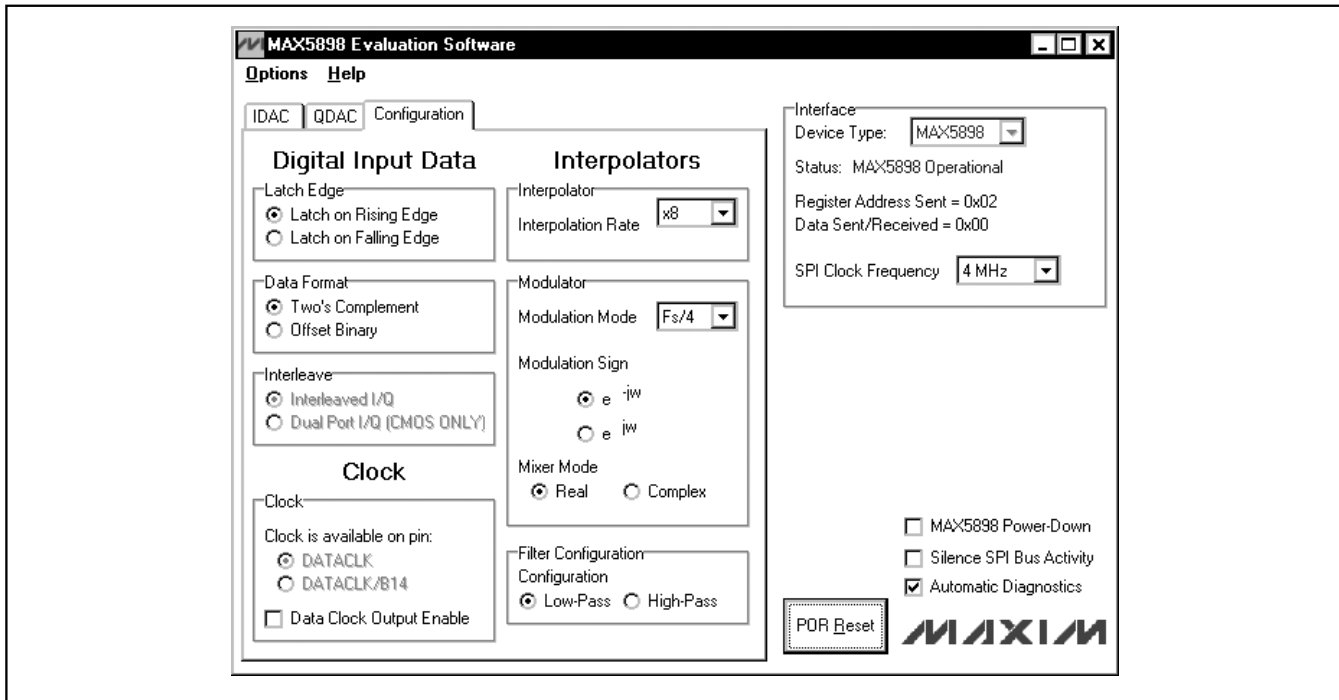 MAX5898 Evaluation Software
Options Help
IDAC QDAC Configuration
Digital Input Data
Latch Edge
Latch on Rising Edge
Latch on Falling Edge
Data Format
Two's Complement
Offset Binary
Interleave
Interleaved I/Q
Dual Port I/Q (CMOS ONLY)
Clock
Clock
Clock is available on pin:
DATACLK
DATACLK/B14
Data Clock Output Enable
Interpolators
Interpolator
Interpolation Rate x8
Modulator
Modulation Mode Fs/4
Modulation Sign
e -jw
e jw
Mixer Mode
Real Complex
Filter Configuration
Configuration
Low-Pass High-Pass
Interface
Device Type: MAX5898
Status: MAX5898 Operational
Register Address Sent = 0x02
Data Sent/Received = 0x00
SPI Clock Frequency 4 MHz
MAX5898 Power-Down
Silence SPI Bus Activity
Automatic Diagnostics
POR Reset
MAXIM